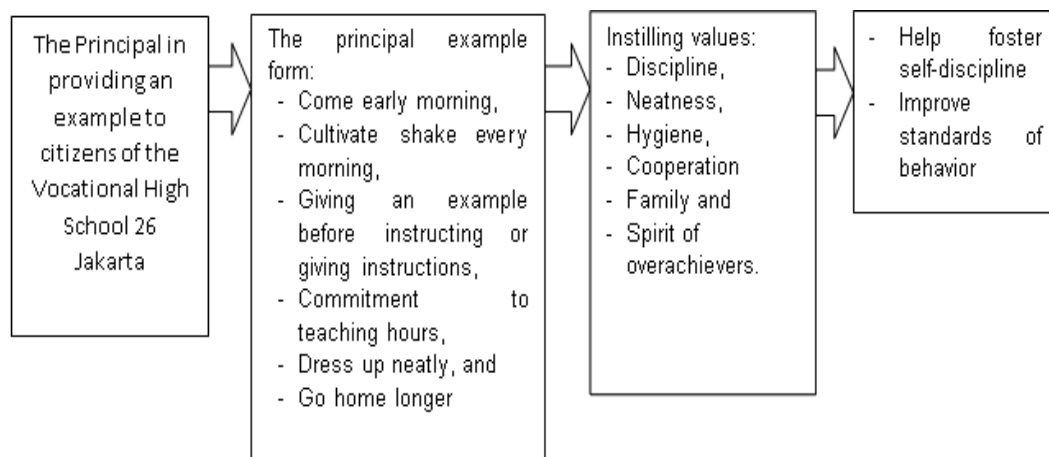 The Principal in
providing an
example to
citizens of the
Vocational High
School 26
Jakarta
The principal example
form:
- Come early morning,
- Cultivate shake every
morning,
- Giving an example
before instructing or
giving instructions,
- Commitment to
teaching hours,
- Dress up neatly, and
- Go home longer
Instilling values:
- Discipline,
- Neatness,
- Hygiene,
- Cooperation
- Family and
- Spirit of
overachievers.
- Help foster
self-discipline
- Improve
standards of
behavior